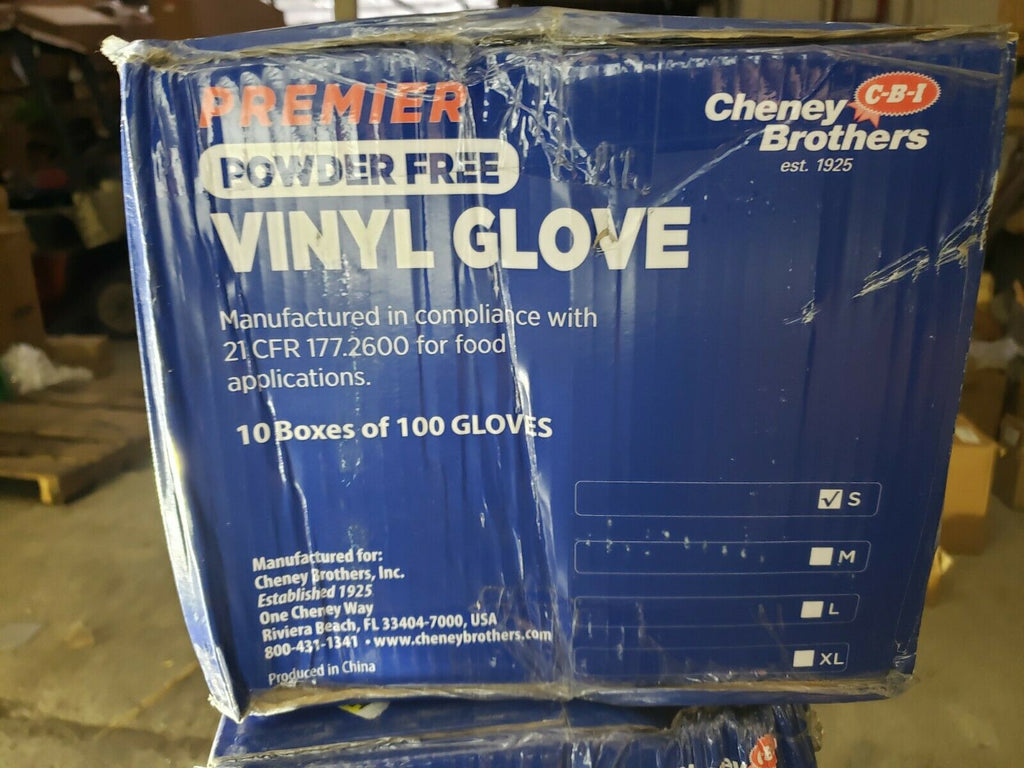 PREMIER
POWDER FREE
VINYL GLOVE
Cheney
C-B-I
Brothers
est. 1925
Manufactured in compliance with
21 CFR 177.2600 for food
applications.
10 Boxes of 100 GLOVES
S
M
L
XL
Manufactured for:
Cheney Brothers, Inc.
Established 1925
One Cheney Way
Riviera Beach, FL 33404-7000, USA
800-431-1341 • www.cheneybrothers.com
Produced in China